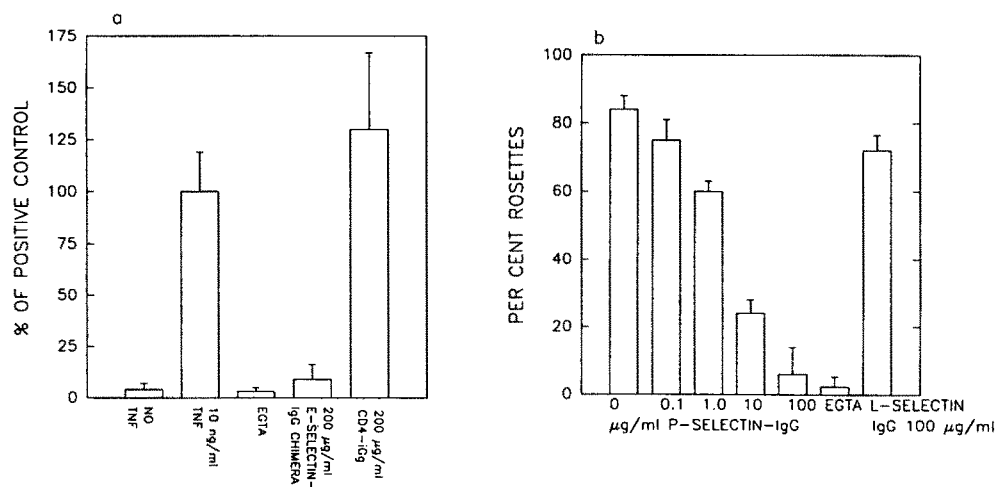 a
% OF POSITIVE CONTROL
175
150
125
100
75
50
25
0
NO
TNF
10 ng/ml
TNF
EGTA
200 µg/ml
E-SELECTIN-
IgG CHIMERA
200 µg/ml
CD4-iGg
b
PER CENT ROSETTES
100
80
60
40
20
0
0 0.1 1.0 10 100 EGTA L-SELECTIN
µg/ml P-SELECTIN-IgG IgG 100 µg/ml